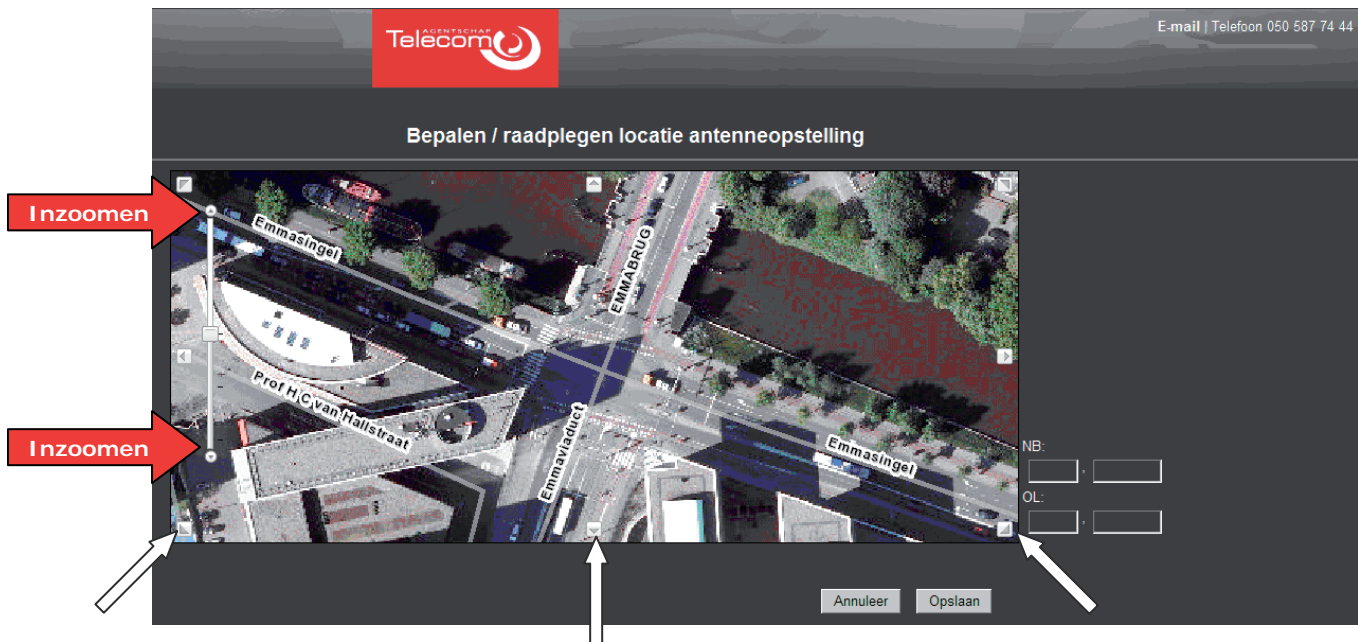 AGENTSCHAP
Telecom
E-mail | Telefoon 050 587 74 44
Bepalen / raadplegen locatie antenneopstelling
Inzoomen
Emmasingel
EMMABRUG
Prof H C van Hallstraat
Emmaviaduct
Emmasingel
Inzoomen
NB:
OL:
Annuleer
Opslaan